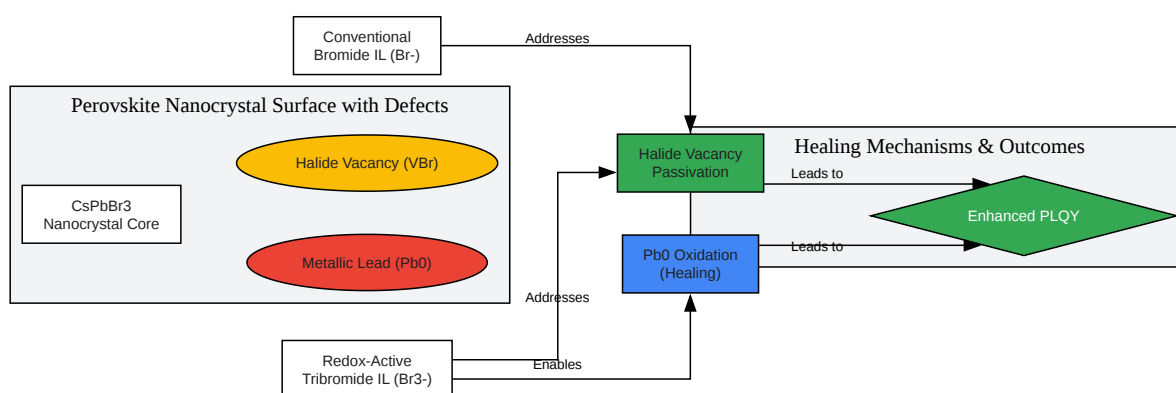 Conventional
Bromide IL (Br-)
Addresses
Perovskite Nanocrystal Surface with Defects
Halide Vacancy (VBr)
CsPbBr3
Nanocrystal Core
Metallic Lead (Pb0)
Healing Mechanisms & Outcomes
Halide Vacancy
Passivation
Leads to
Enhanced PLQY
Pb0 Oxidation
(Healing)
Leads to
Addresses
Redox-Active
Tribromide IL (Br3-)
Enables